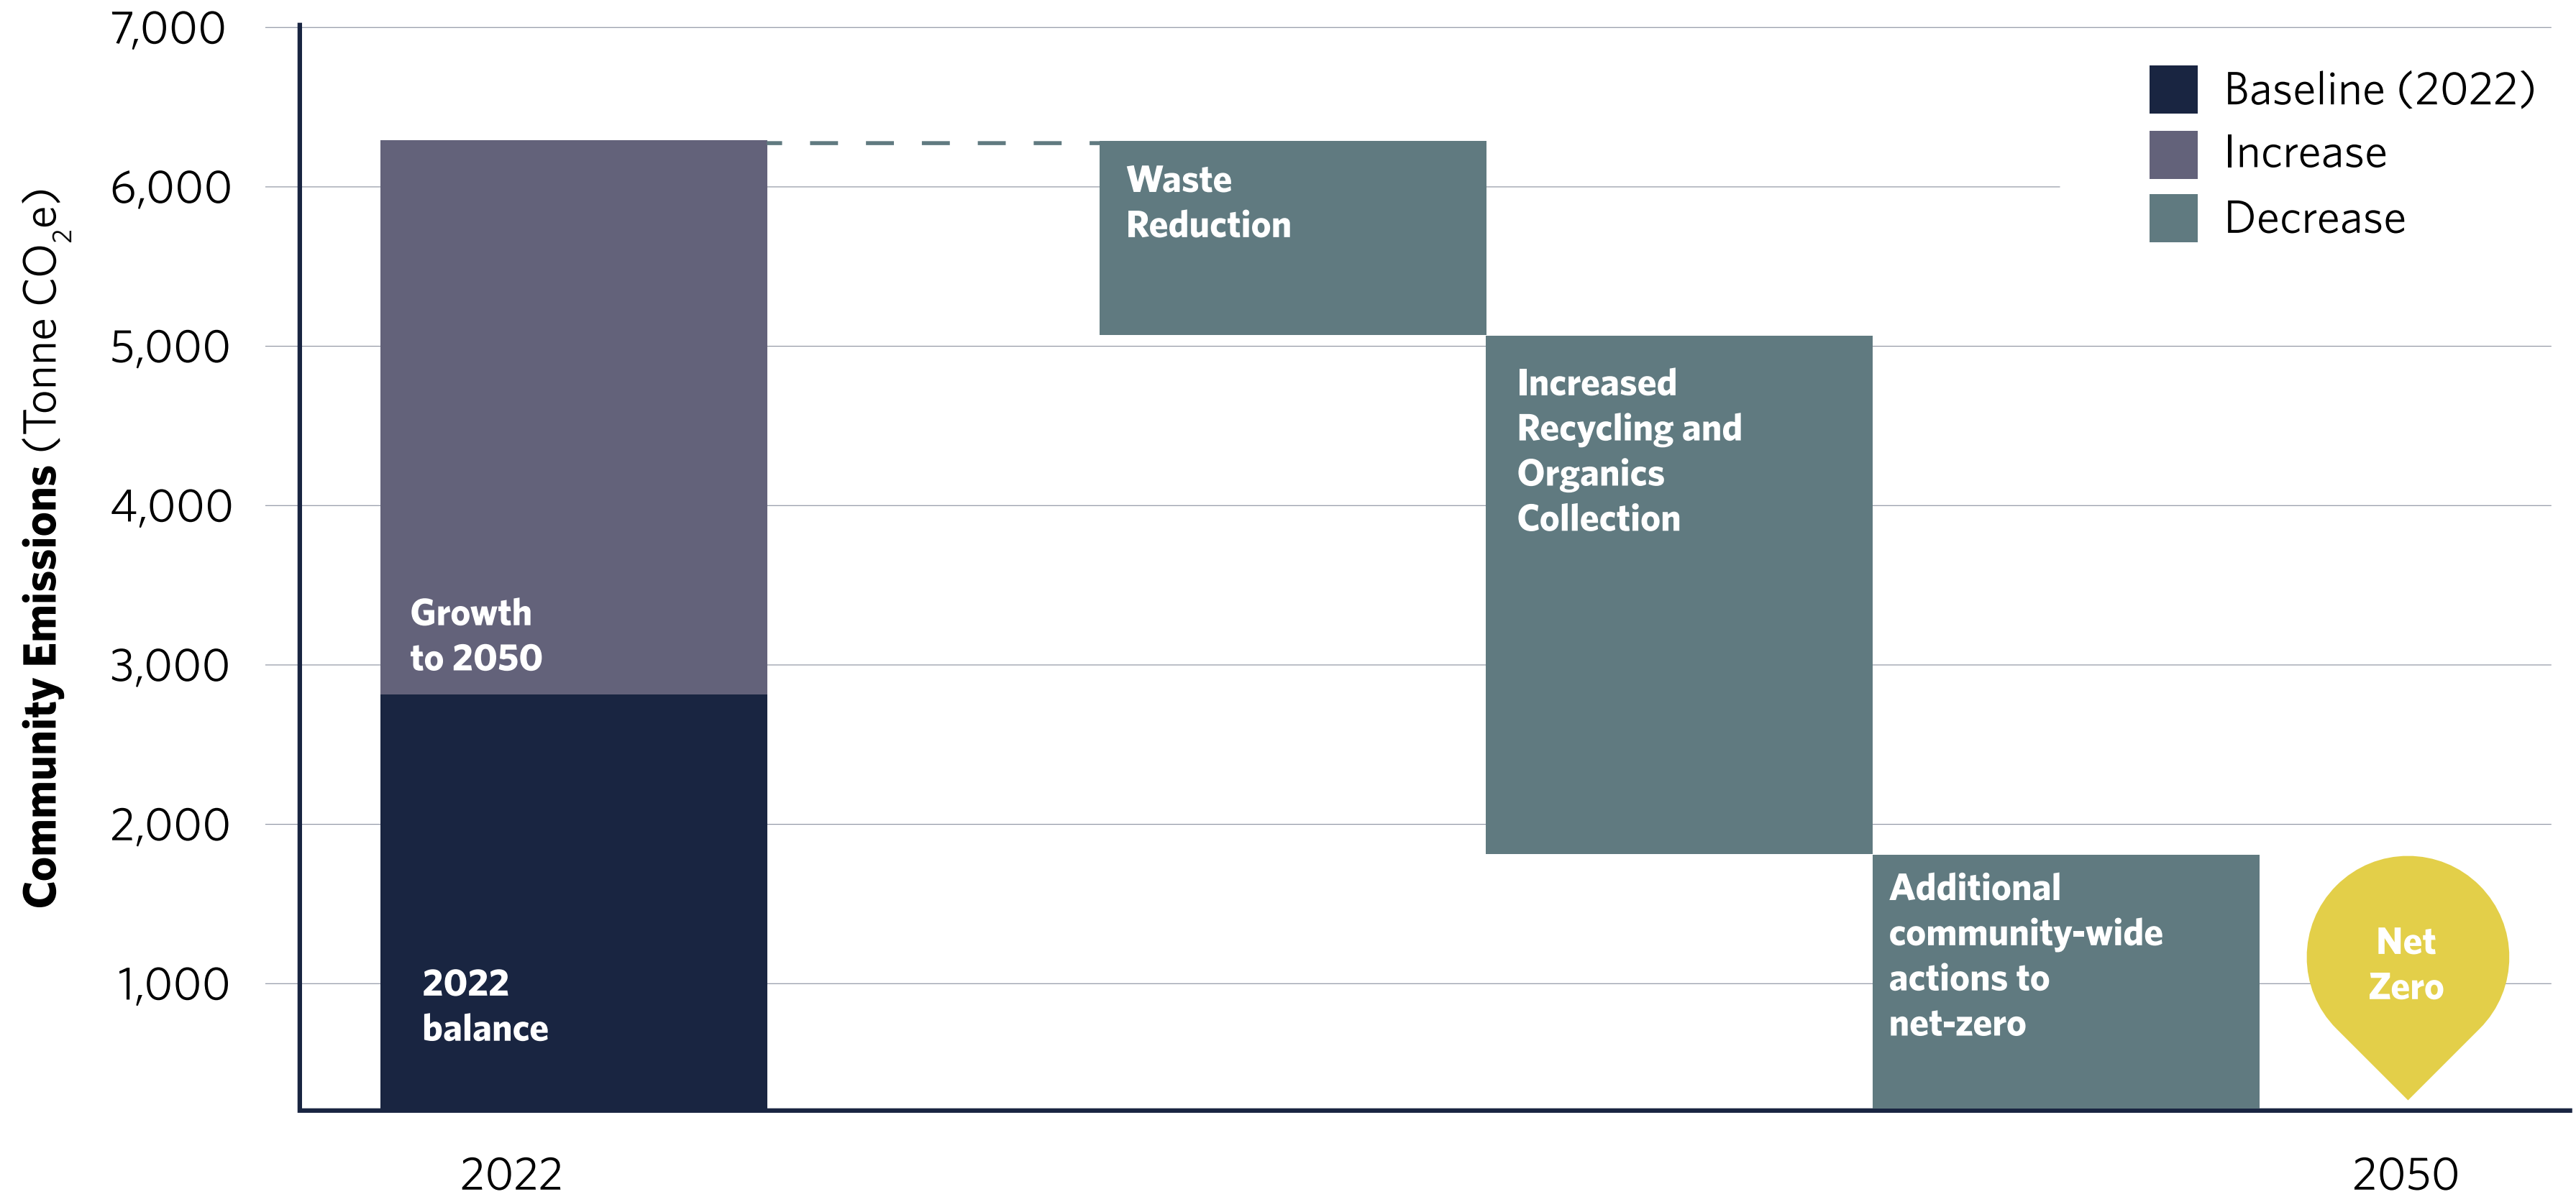 Community Emissions (Tonne CO₂e)
7,000
6,000
5,000
4,000
3,000
2,000
1,000
Growth
to 2050
2022
balance
Waste
Reduction
Increased
Recycling and
Organics
Collection
Additional
community-wide
actions to
net-zero
Net
Zero
Baseline (2022)
Increase
Decrease
2022
2050